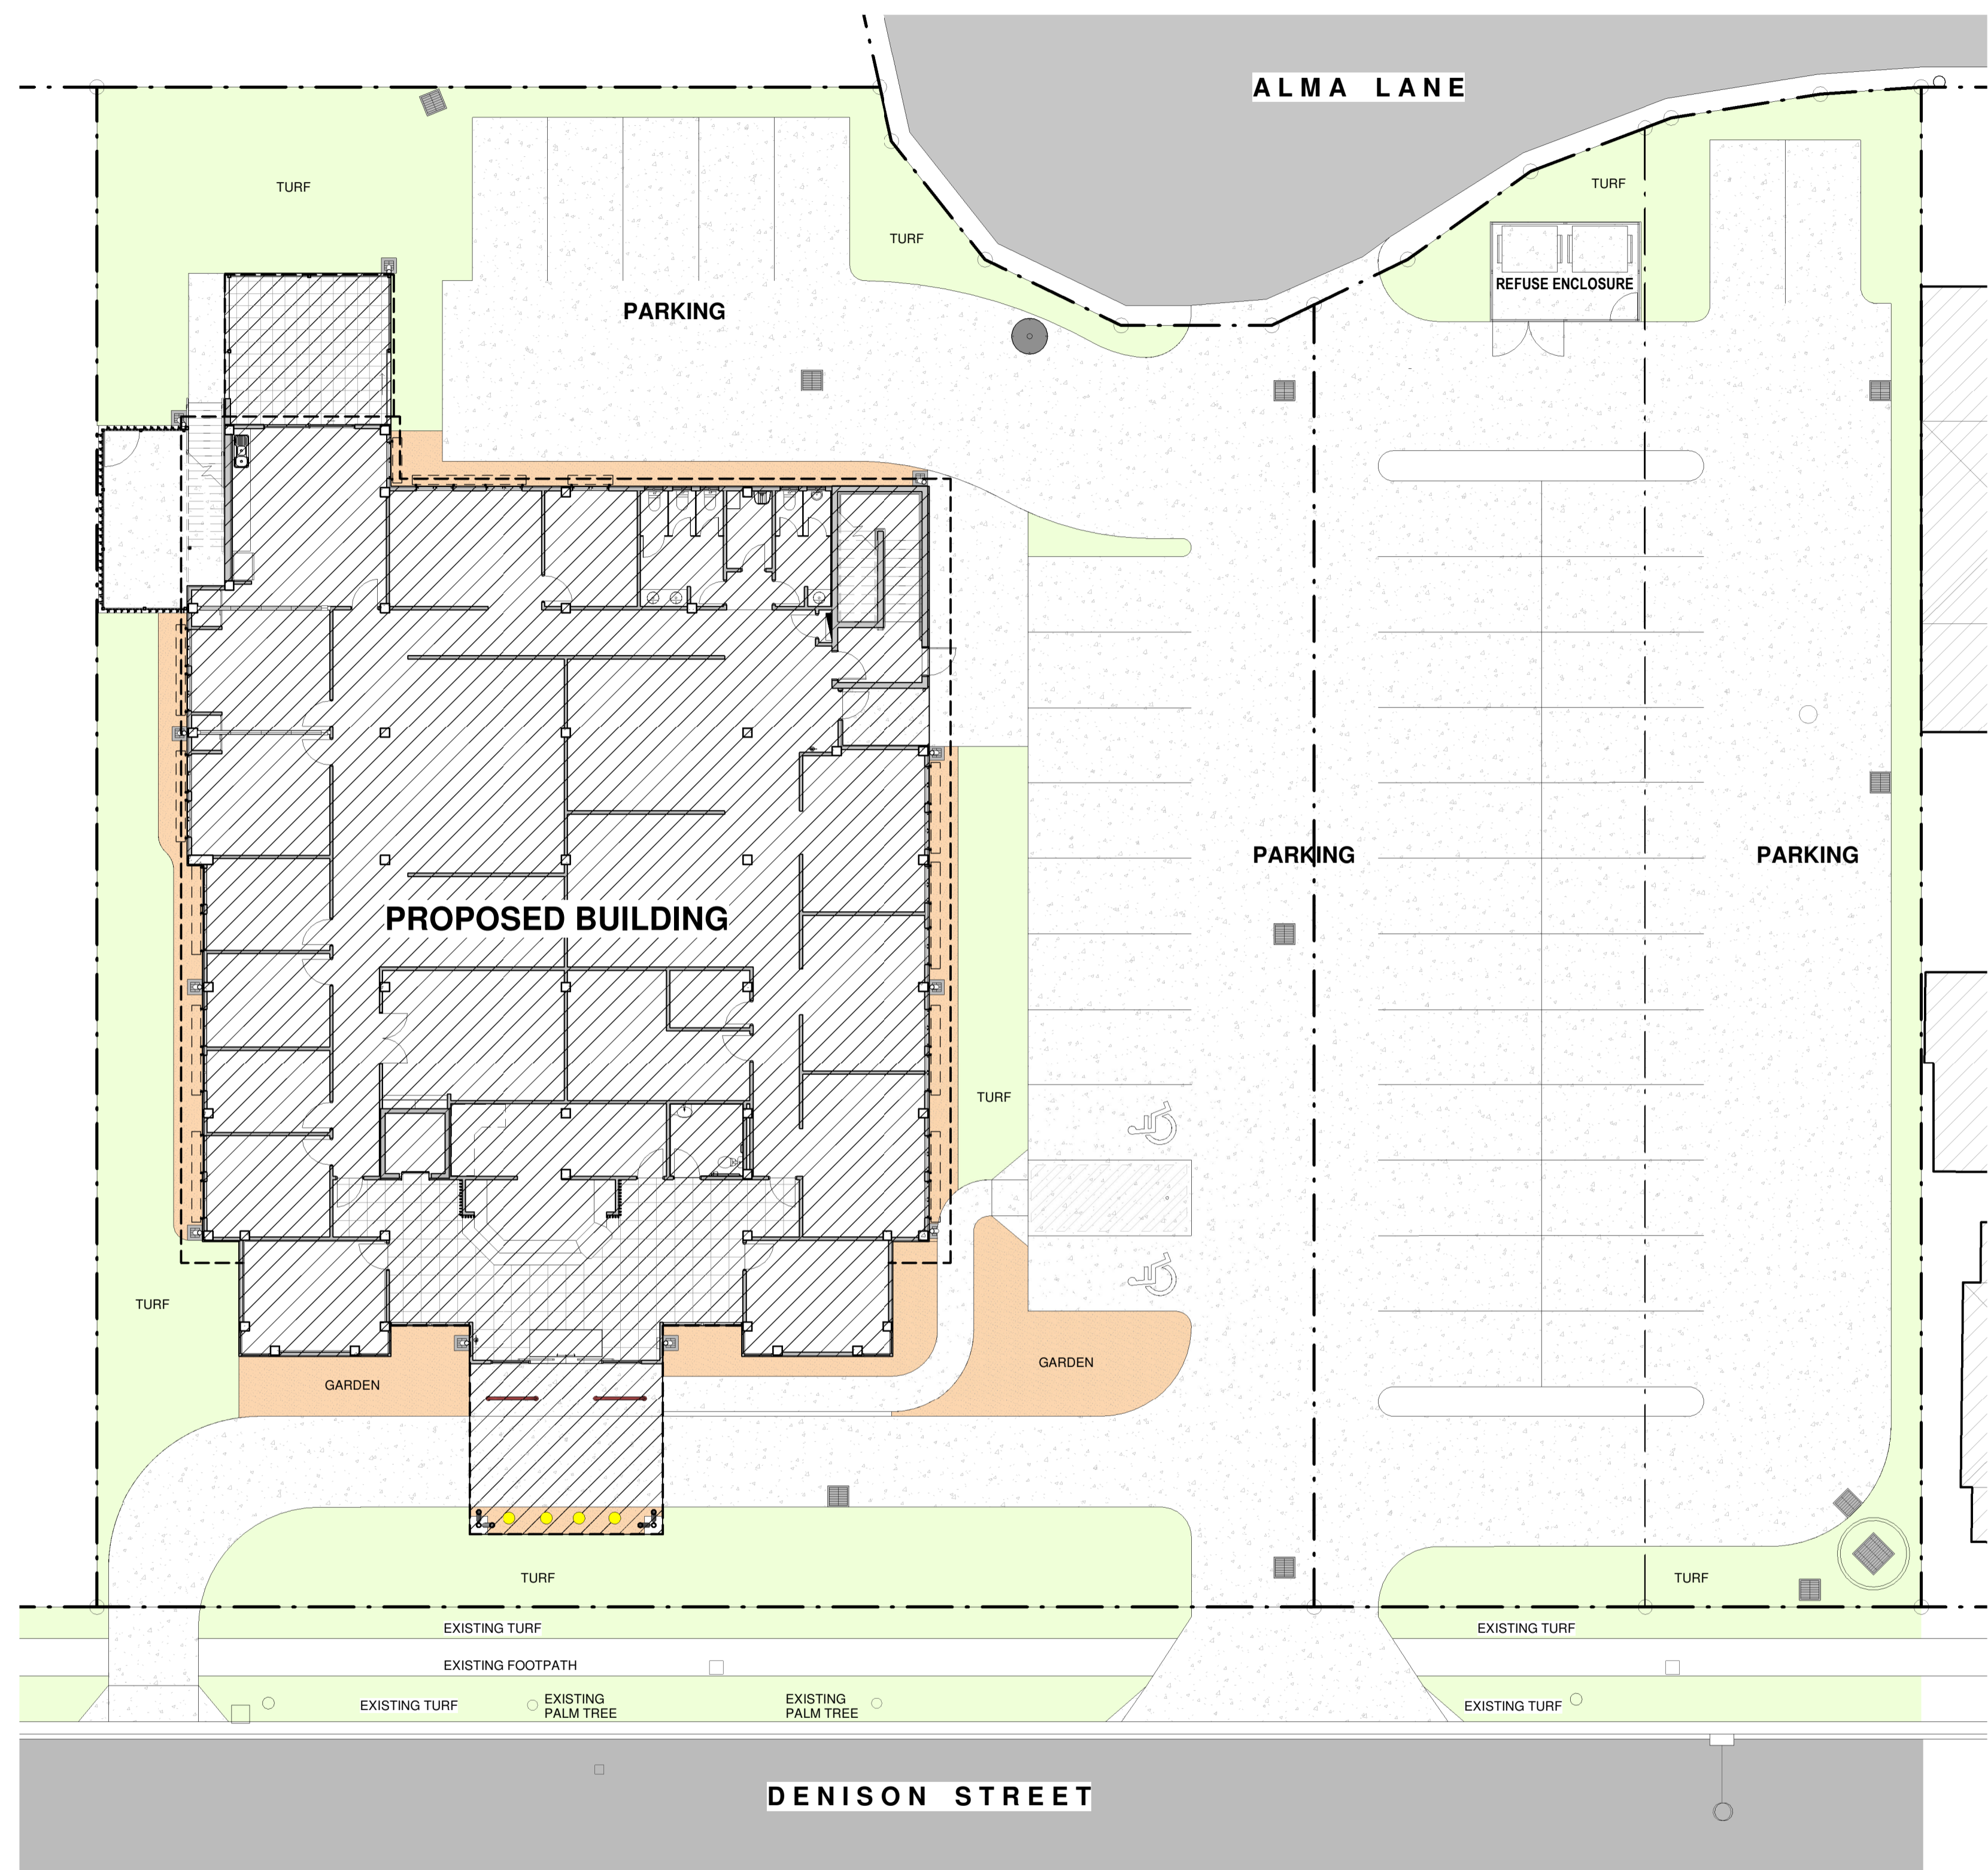 ALMA LANE
TURF
TURF
TURF
REFUSE ENCLOSURE
PARKING
PARKING
PARKING
PROPOSED BUILDING
TURF
TURF
GARDEN
GARDEN
TURF
TURF
EXISTING TURF
EXISTING TURF
EXISTING FOOTPATH
EXISTING TURF
EXISTING
PALM TREE
EXISTING
PALM TREE
EXISTING TURF
DENISON STREET